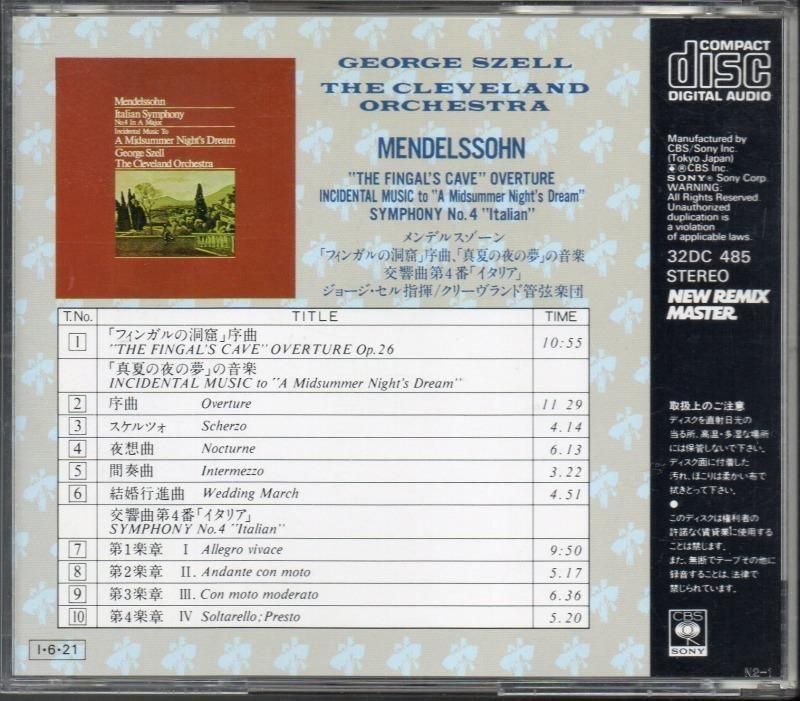 GEORGE SZELL
THE CLEVELAND
ORCHESTRA
MENDELSSOHN
"THE FINGAL'S CAVE" OVERTURE
INCIDENTAL MUSIC to "A Midsummer Night's Dream"
SYMPHONY No. 4 "Italian"
メンデルスゾーン
「フィンガルの洞窟」序曲、「真夏の夜の夢」の音楽
交響曲第4番「イタリア」
ジョージ・セル指揮/クリーヴランド管弦楽団
Mendelssohn
Italian Symphony
No.4 in A Major
Incidental Music To
A Midsummer Night's Dream
George Szell
The Cleveland Orchestra
T.No. TITLE TIME
1 「フィンガルの洞窟」序曲
"THE FINGAL'S CAVE" OVERTURE Op.26 10:55
「真夏の夜の夢」の音楽
INCIDENTAL MUSIC to "A Midsummer Night's Dream"
2 序曲 Overture 11 29
3 スケルツォ Scherzo 4.14
4 夜想曲 Nocturne 6.13
5 間奏曲 Intermezzo 3.22
6 結婚行進曲 Wedding March 4.51
交響曲第4番「イタリア」
SYMPHONY No.4 "Italian"
7 第1楽章 I Allegro vivace 9:50
8 第2楽章 II. Andante con moto 5.17
9 第3楽章 III. Con moto moderato 6.36
10 第4楽章 IV Soltarello; Presto 5.20
I・6・21
COMPACT
disc
DIGITAL AUDIO
Manufactured by
CBS/Sony Inc.
(Tokyo Japan)
℗CBS Inc.
SONY® Sony Corp.
WARNING:
All Rights Reserved.
Unauthorized
duplication is
a violation
of applicable laws.
32DC 485
STEREO
NEW REMIX
MASTER
取扱上のご注意
ディスクを直射日光の
当る所、高温・多湿な場所
には保管しないで下さい。
ディスク面に付着した
汚れ、ほこりは柔かい布で
拭きとって下さい。
●
このディスクは権利者の
許諾なく賃貸業に使用する
ことは禁じます。
また、無断でテープその他に
録音することは、法律で
禁じられています。
CBS
SONY
N2-1